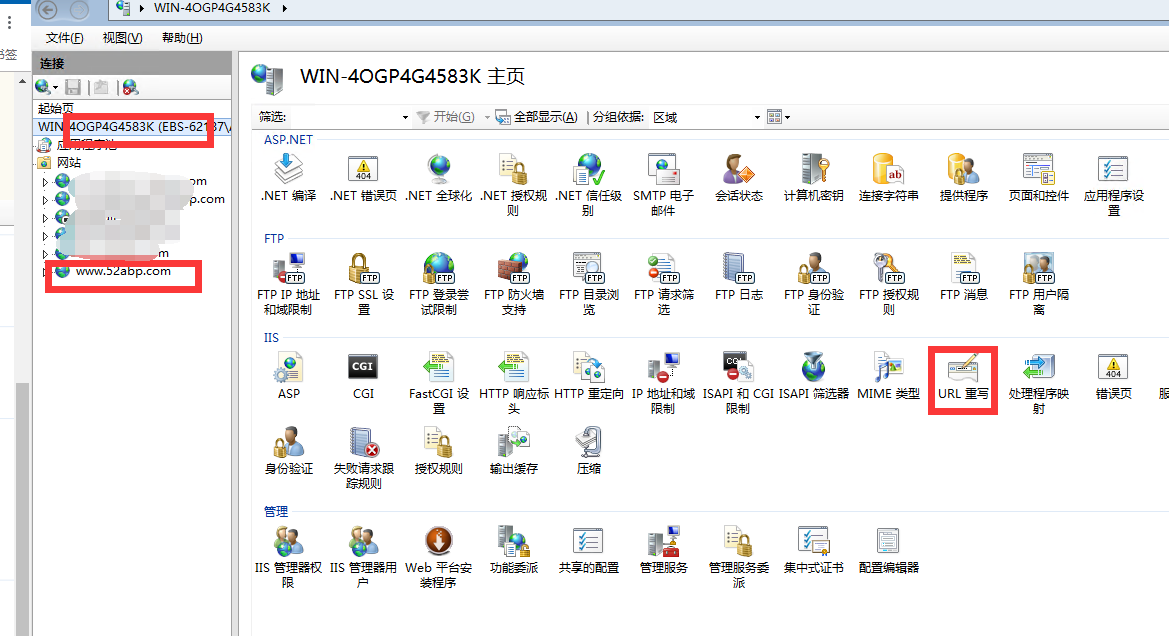 WIN-4OGP4G4583K
文件(F) 视图(V) 帮助(H)
书签
连接
起始页
WIN-4OGP4G4583K (EBS-62187\A
应用程序池
网站
om
p.com
m
www.52abp.com
WIN-4OGP4G4583K 主页
筛选: 开始(G) 全部显示(A) 分组依据: 区域
ASP.NET
.NET 编译 .NET 错误页 .NET 全球化 .NET 授权规则 .NET 信任级别 SMTP 电子邮件 会话状态 计算机密钥 连接字符串 提供程序 页面和控件 应用程序设置
FTP
FTP IP 地址和域限制 FTP SSL 设置 FTP 登录尝试限制 FTP 防火墙支持 FTP 目录浏览 FTP 请求筛选 FTP 日志 FTP 身份验证 FTP 授权规则 FTP 消息 FTP 用户隔离
IIS
ASP CGI FastCGI 设置 HTTP 响应标头 HTTP 重定向 IP 地址和域限制 ISAPI 和 CGI 限制 ISAPI 筛选器 MIME 类型 URL 重写 处理程序映射 错误页 服
身份验证 失败请求跟踪规则 授权规则 输出缓存 压缩
管理
IIS 管理器权限 IIS 管理器用户 Web 平台安装程序 功能委派 共享的配置 管理服务 管理服务委派 集中式证书 配置编辑器